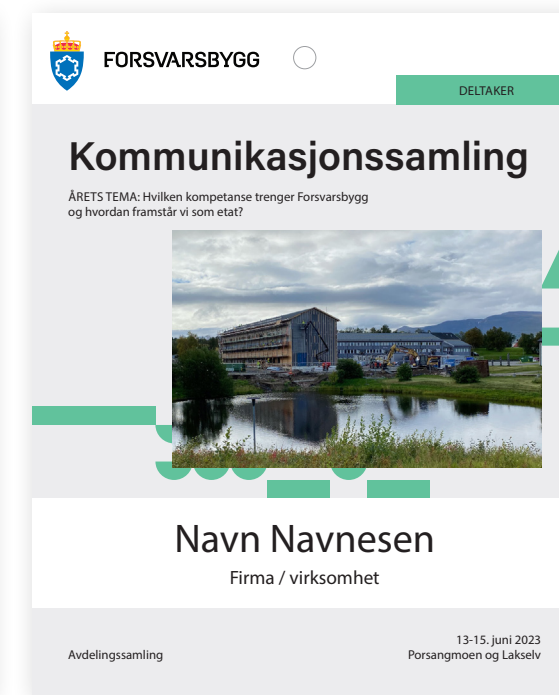 FORSVARSBYGG
DELTAKER
Kommunikasjonssamling
ÅRETS TEMA: Hvilken kompetanse trenger Forsvarsbygg
og hvordan framstår vi som etat?
Navn Navnesen
Firma / virksomhet
13-15. juni 2023
Avdelingssamling
Porsangmoen og Lakselv